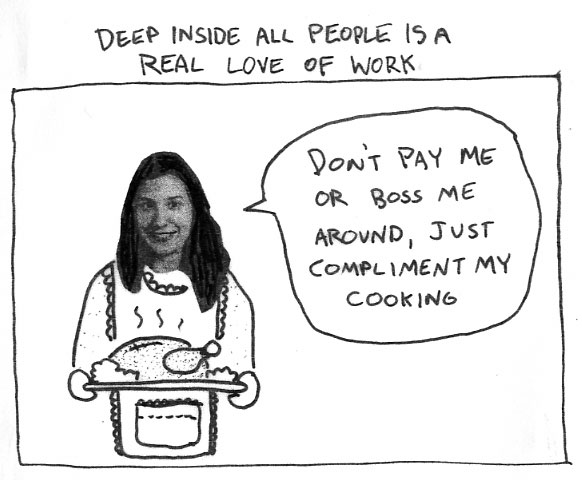 DEEP INSIDE ALL PEOPLE IS A
REAL LOVE OF WORK
DON'T PAY ME
OR BOSS ME
AROUND, JUST
COMPLIMENT MY
COOKING